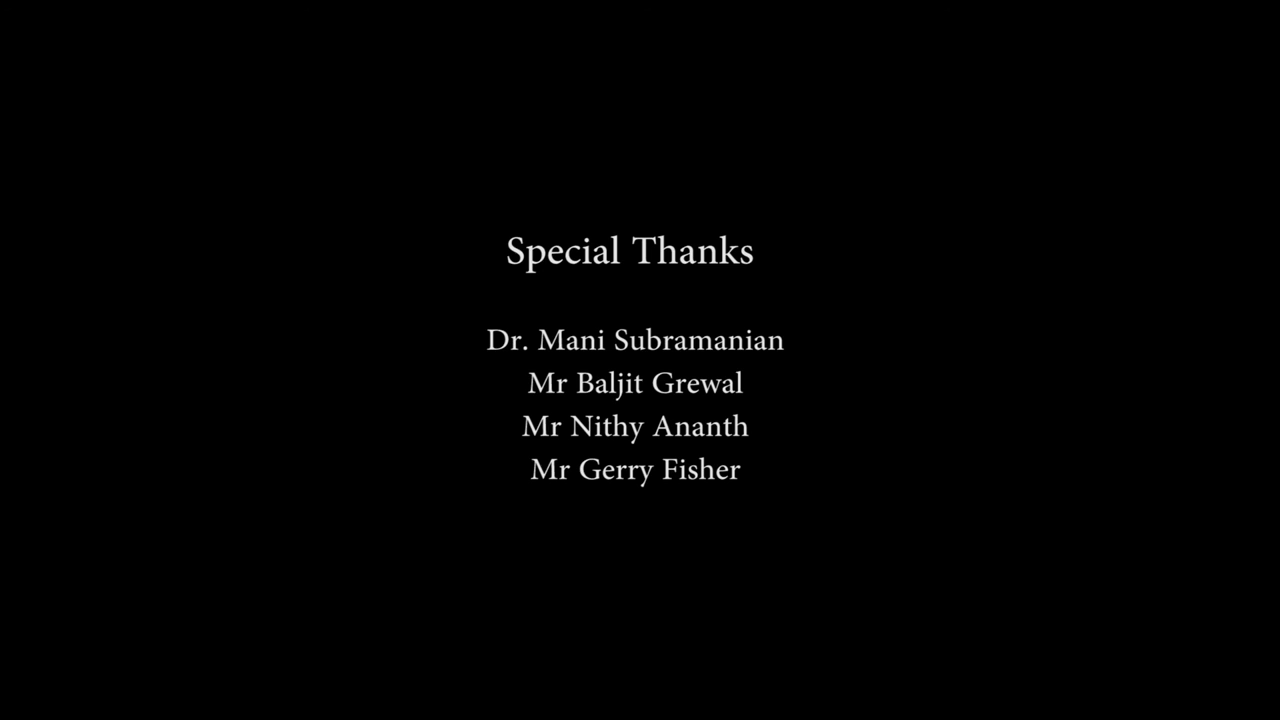 Special Thanks
Dr. Mani Subramanian
Mr Baljit Grewal
Mr Nithy Ananth
Mr Gerry Fisher